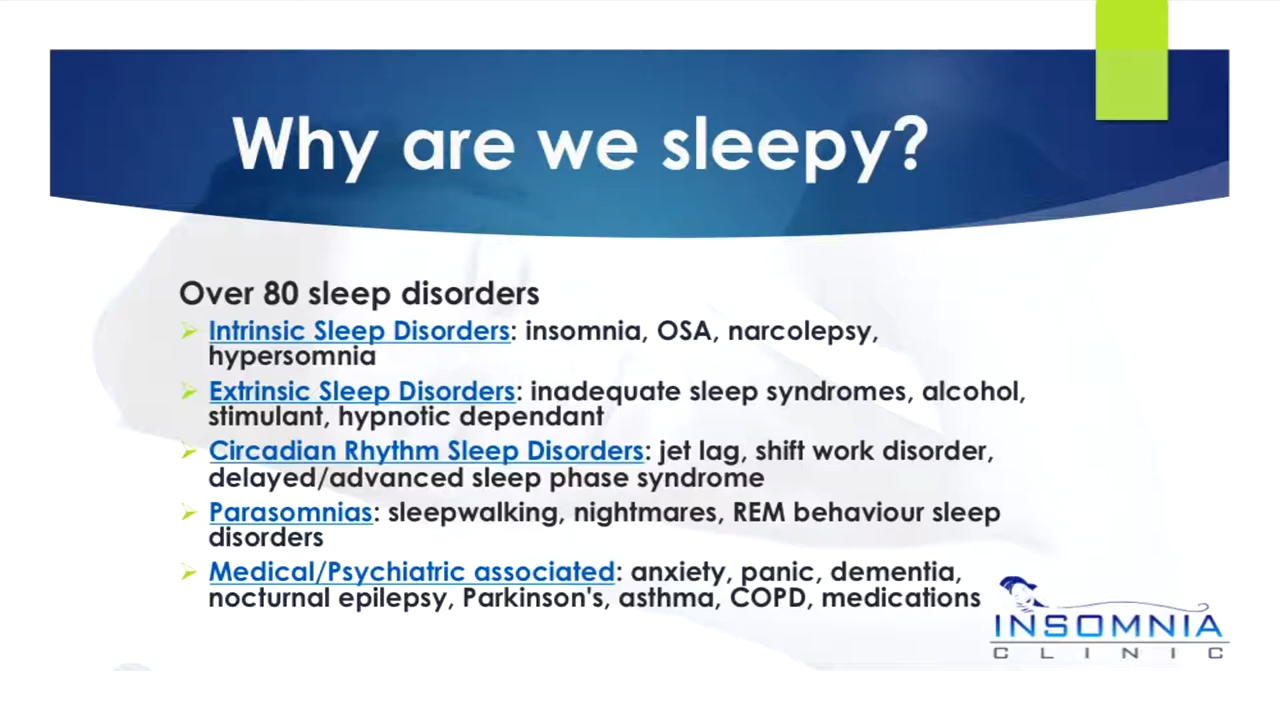 Why are we sleepy?
Over 80 sleep disorders
Intrinsic Sleep Disorders: insomnia, OSA, narcolepsy,
hypersomnia
Extrinsic Sleep Disorders: inadequate sleep syndromes, alcohol,
stimulant, hypnotic dependant
Circadian Rhythm Sleep Disorders: jet lag, shift work disorder,
delayed/advanced sleep phase syndrome
Parasomnias: sleepwalking, nightmares, REM behaviour sleep
disorders
Medical/Psychiatric associated: anxiety, panic, dementia,
nocturnal epilepsy, Parkinson's, asthma, COPD, medications
INSOMNIA
CLINIC